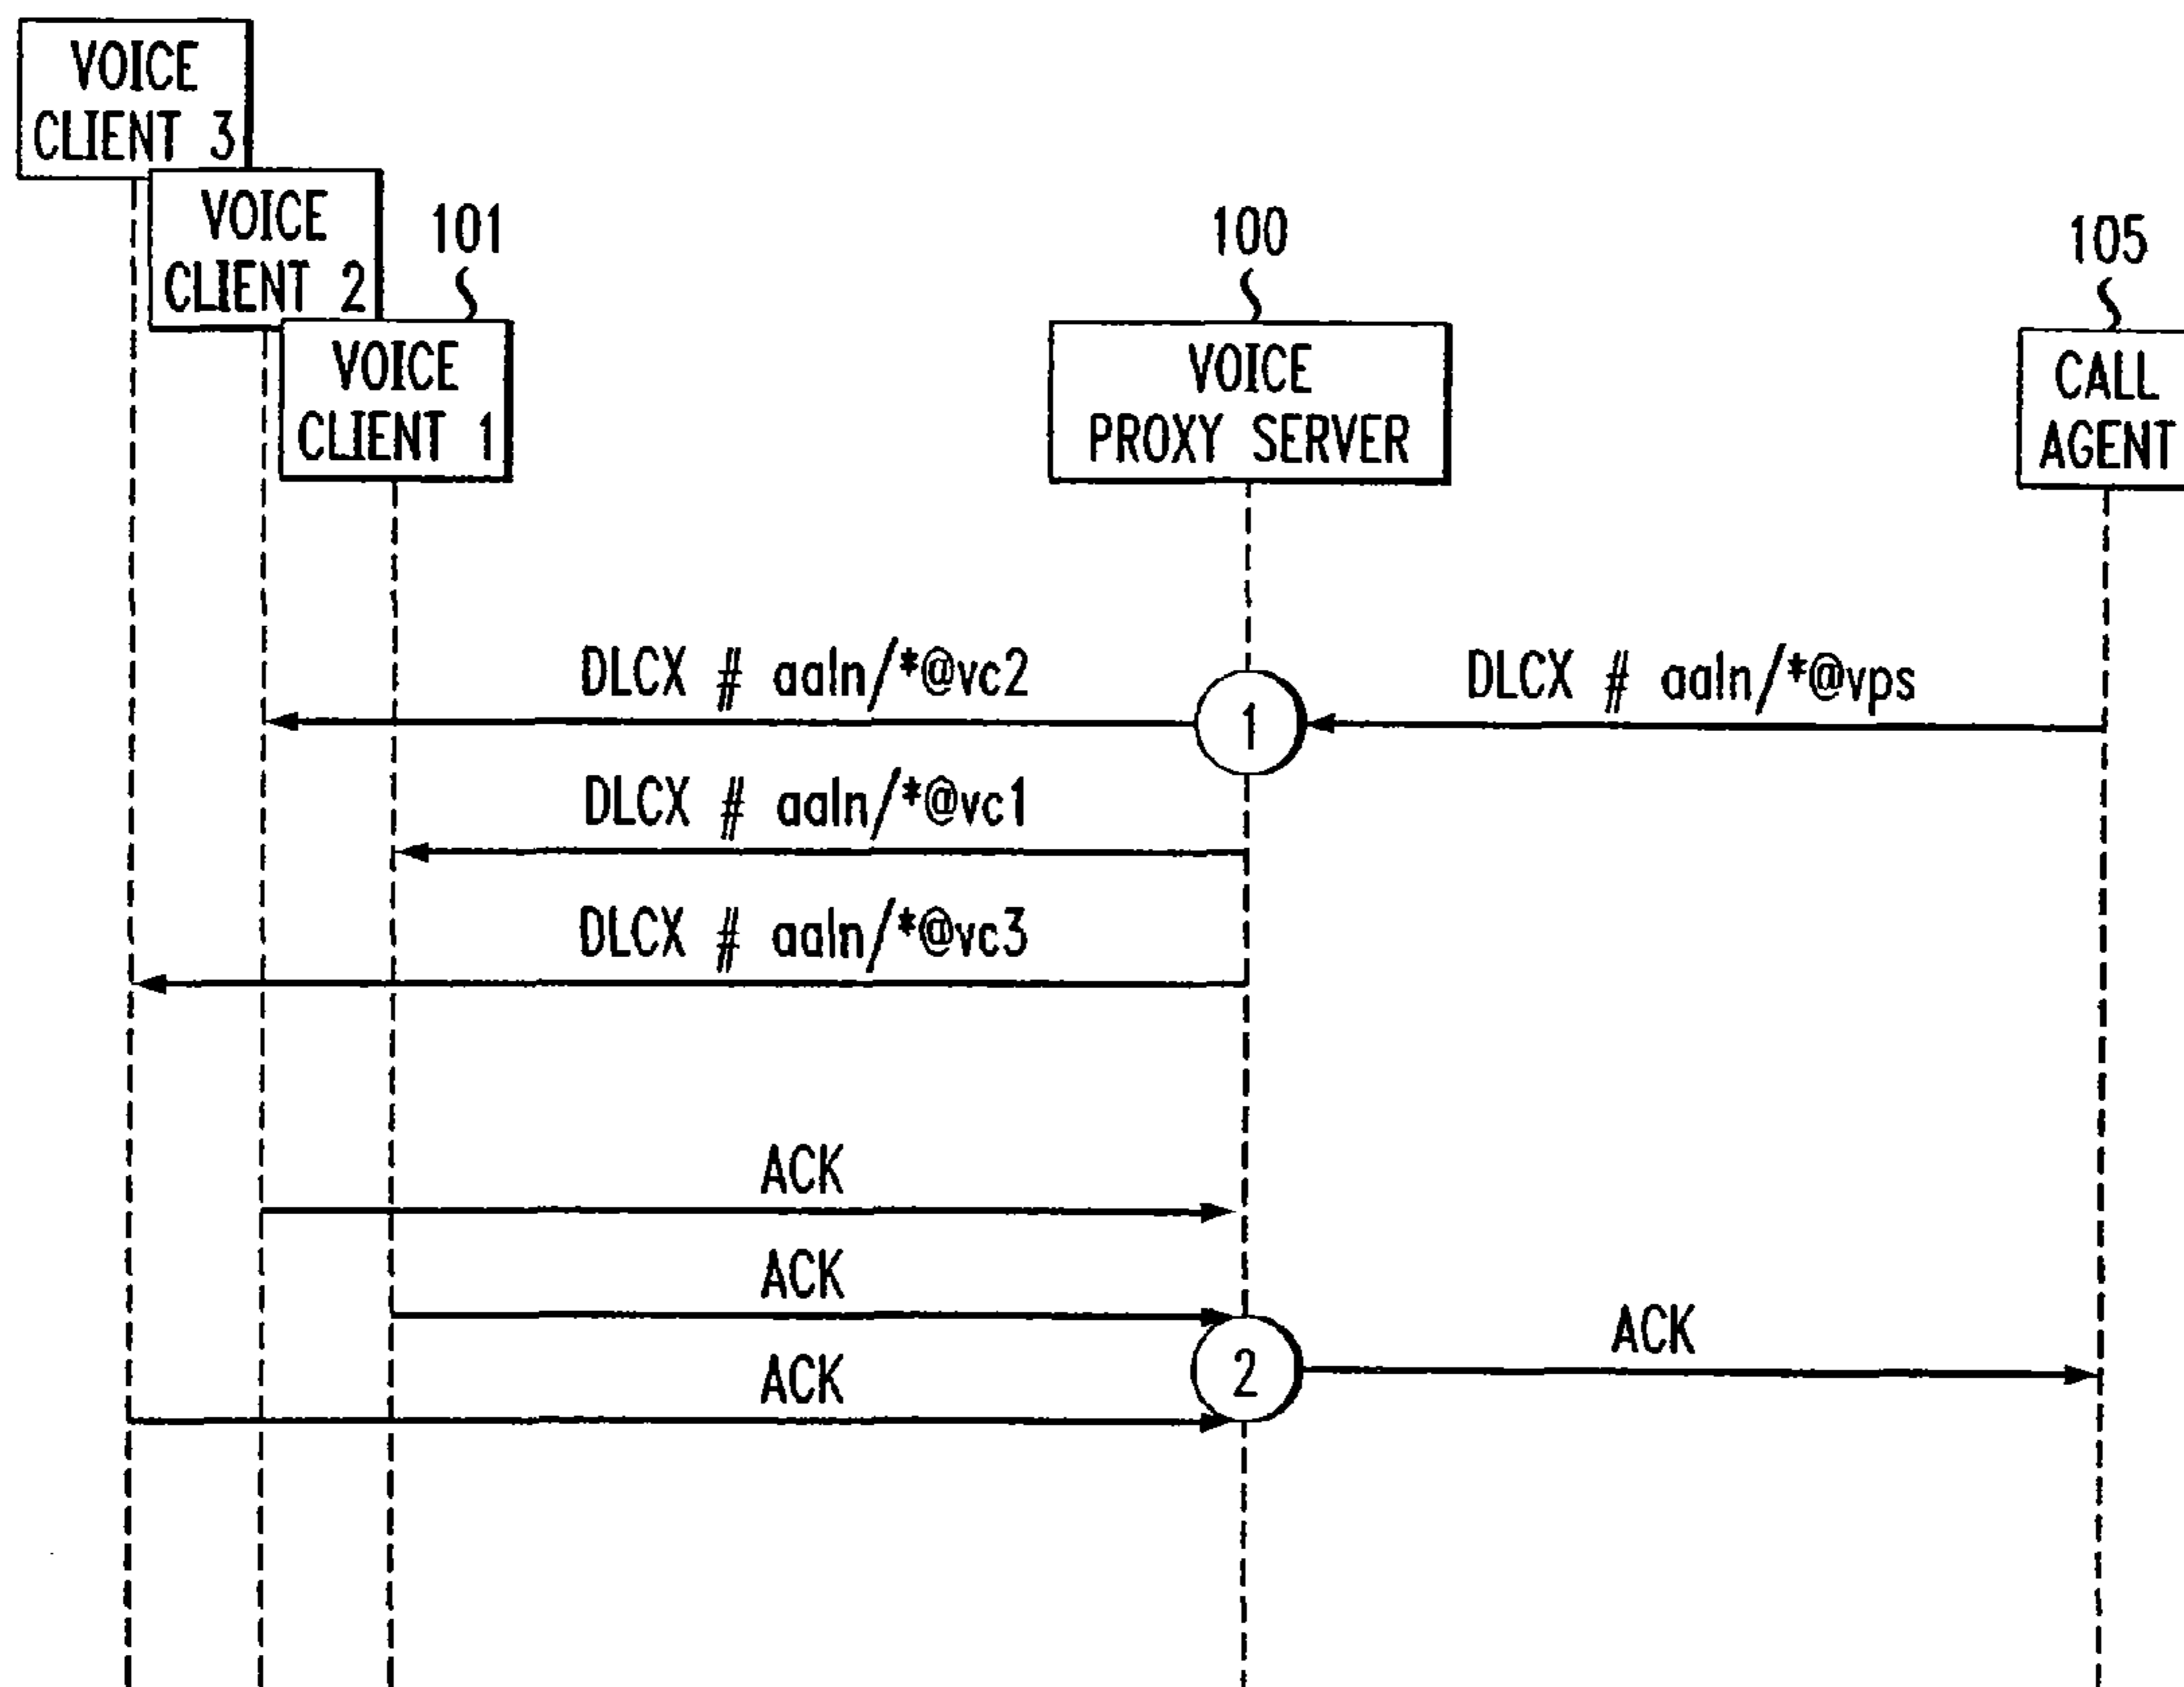 VOICE
CLIENT 3
VOICE
CLIENT 2
101
VOICE
CLIENT 1
100
VOICE
PROXY SERVER
105
CALL
AGENT
DLCX # aaln/*@vc2
1
DLCX # aaln/*@vps
DLCX # aaln/*@vc1
DLCX # aaln/*@vc3
ACK
ACK
ACK
2
ACK